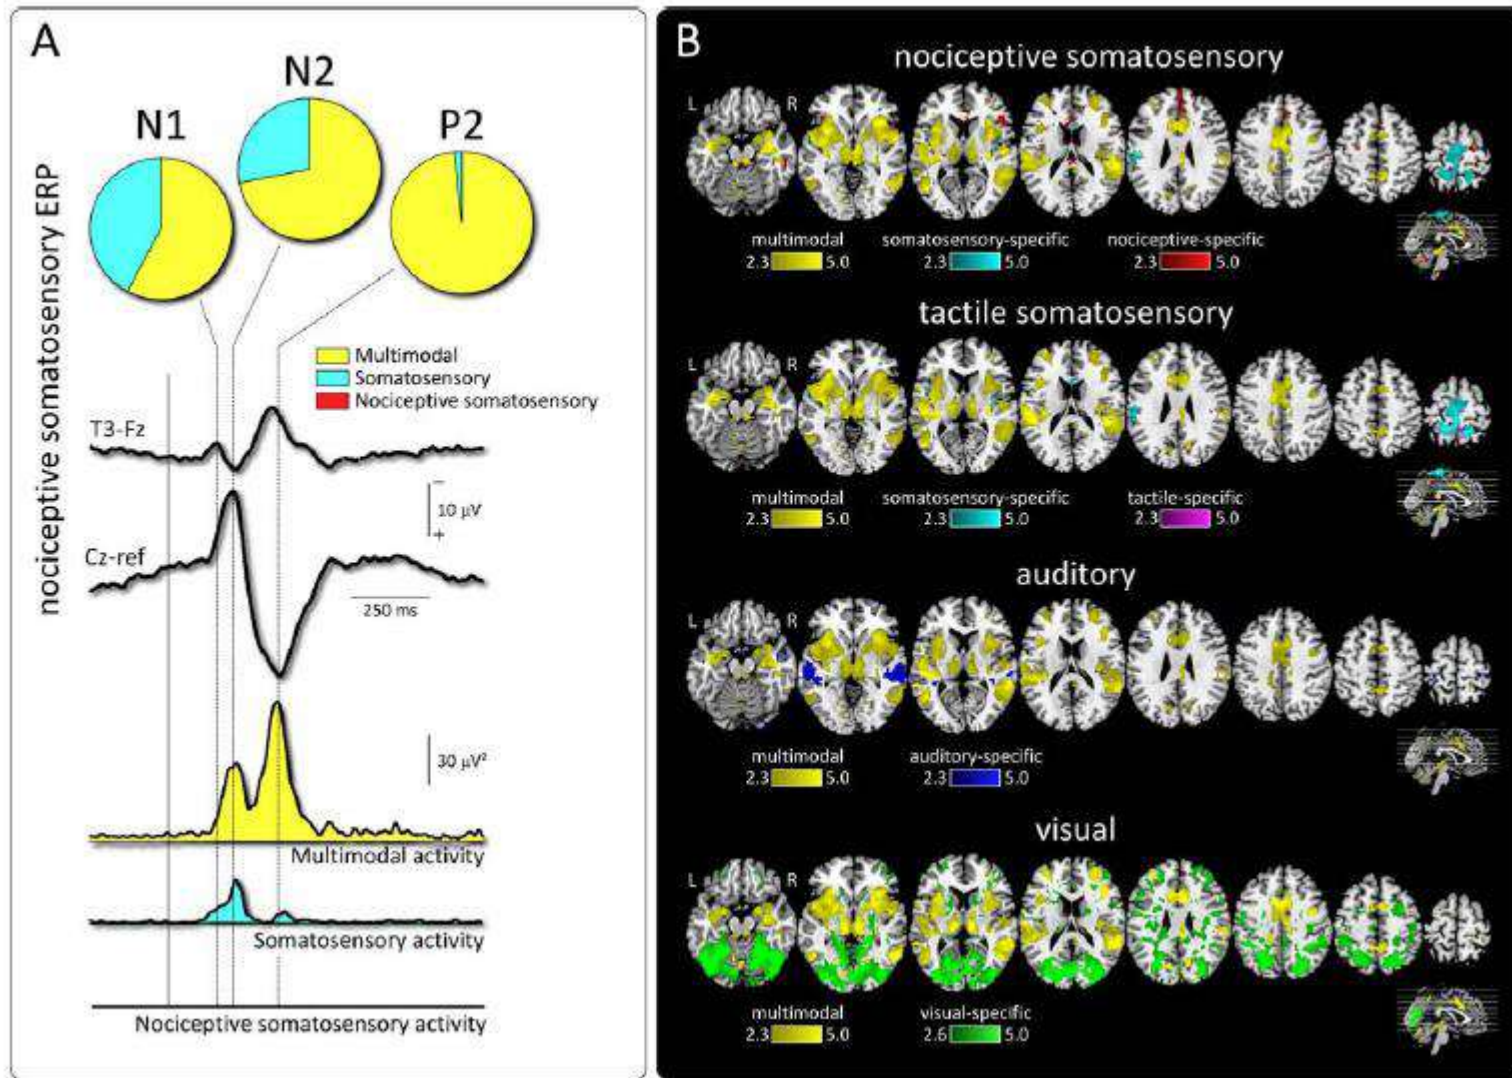 A
nociceptive somatosensory ERP
N1
N2
P2
Multimodal
Somatosensory
Nociceptive somatosensory
T3-Fz
−
10 µV
+
Cz-ref
250 ms
30 µV²
Multimodal activity
Somatosensory activity
Nociceptive somatosensory activity
B
nociceptive somatosensory
L R
multimodal somatosensory-specific nociceptive-specific
2.3 5.0 2.3 5.0 2.3 5.0
tactile somatosensory
L R
multimodal somatosensory-specific tactile-specific
2.3 5.0 2.3 5.0 2.3 5.0
auditory
L R
multimodal auditory-specific
2.3 5.0 2.3 5.0
visual
L R
multimodal visual-specific
2.3 5.0 2.6 5.0